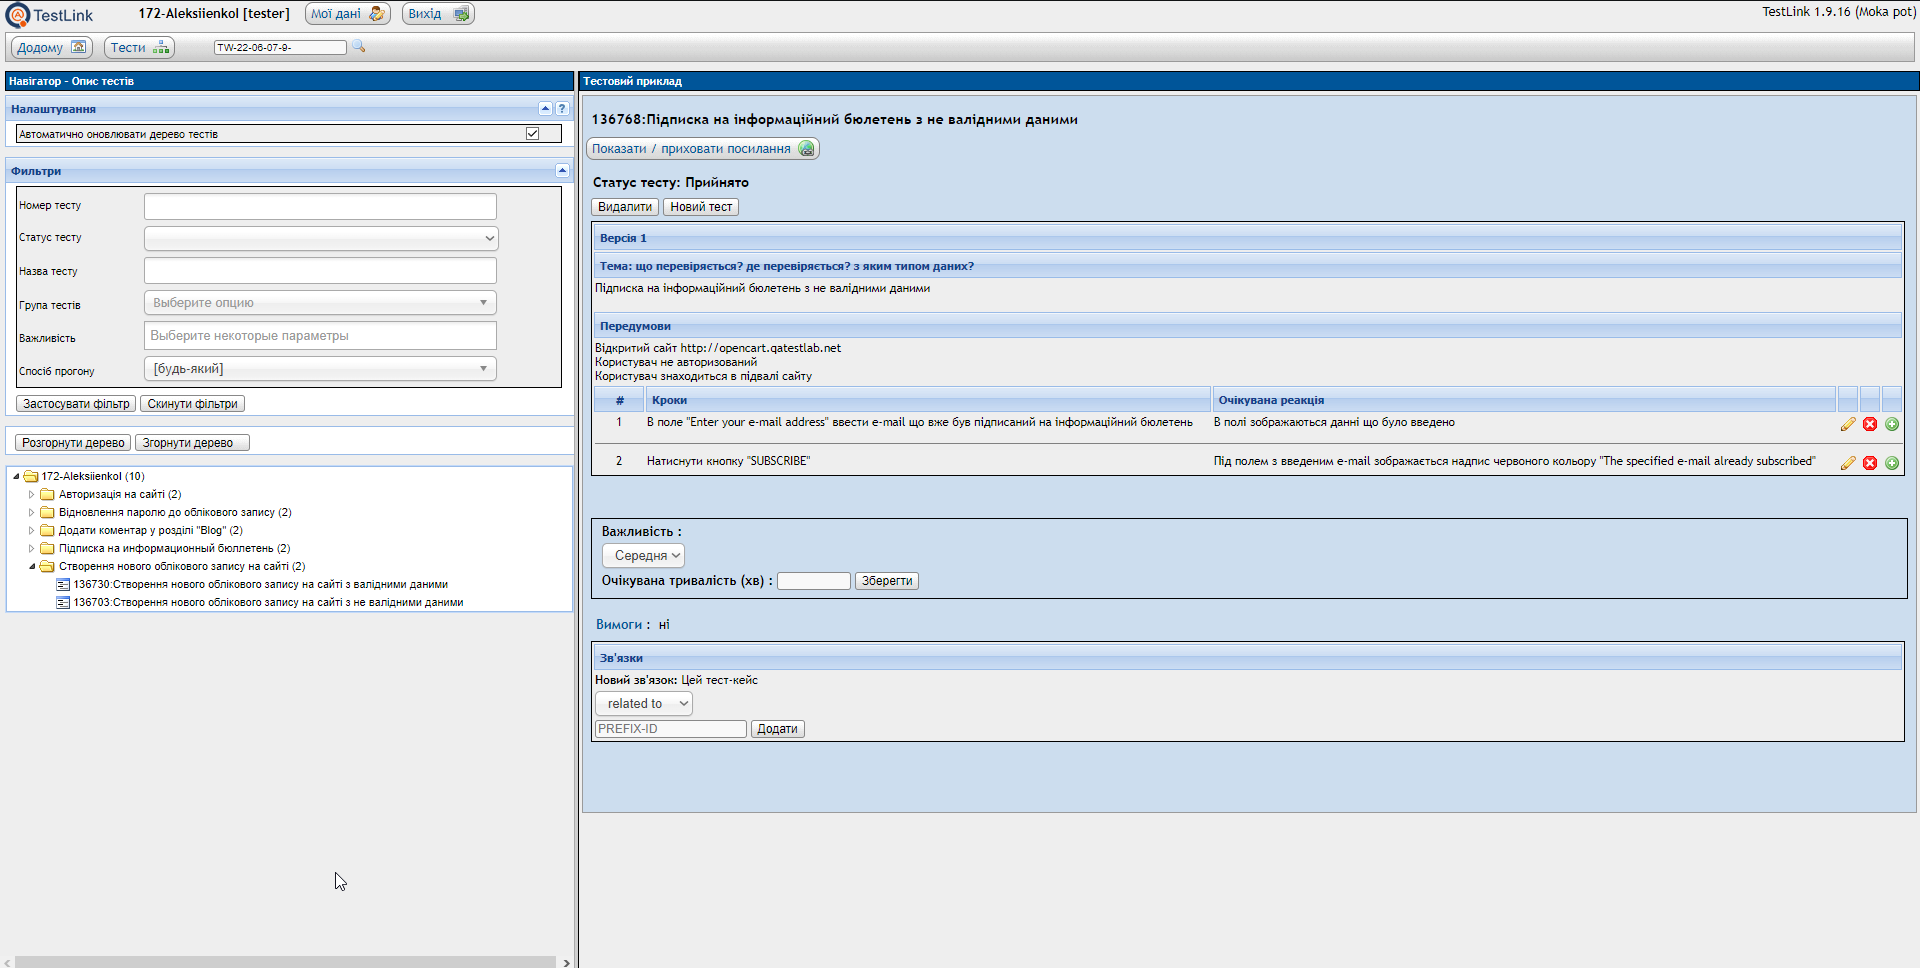 TestLink 172-Aleksiienkol [tester] Мої дані Вихід TestLink 1.9.16 (Moka pot)
Додому Тести TW-22-06-07-9-
Навігатор - Опис тестів
Налаштування ?
Автоматично оновлювати дерево тестів
Фильтри
Номер тесту
Статус тесту
Назва тесту
Група тестів Выберите опцию
Важливість Выберите некоторые параметры
Спосіб прогону [будь-який]
Застосувати фільтр Скинути фільтри
Розгорнути дерево Згорнути дерево
172-Aleksiienkol (10)
Авторизація на сайті (2)
Відновлення паролю до облікового запису (2)
Додати коментар у розділі "Blog" (2)
Підписка на информационный бюллетень (2)
Створення нового облікового запису на сайті (2)
136730:Створення нового облікового запису на сайті з валідними даними
136703:Створення нового облікового запису на сайті з не валідними даними
Тестовий приклад
136768:Підписка на інформаційний бюлетень з не валідними даними
Показати / приховати посилання
Статус тесту: Прийнято
Видалити Новий тест
Версія 1
Тема: що перевіряється? де перевіряється? з яким типом даних?
Підписка на інформаційний бюлетень з не валідними даними
Передумови
Відкритий сайт http://opencart.qatestlab.net
Користувач не авторизований
Користувач знаходиться в підвалі сайту
# Кроки Очікувана реакція
1 В поле "Enter your e-mail address" ввести e-mail що вже був підписаний на інформаційний бюлетень В полі зображаються данні що було введено
2 Натиснути кнопку "SUBSCRIBE" Під полем з введеним e-mail зображається надпис червоного кольору "The specified e-mail already subscribed"
Важливість :
Середня
Очікувана тривалість (хв) : Зберегти
Вимоги : ні
Зв'язки
Новий зв'язок: Цей тест-кейс
related to
PREFIX-ID Додати